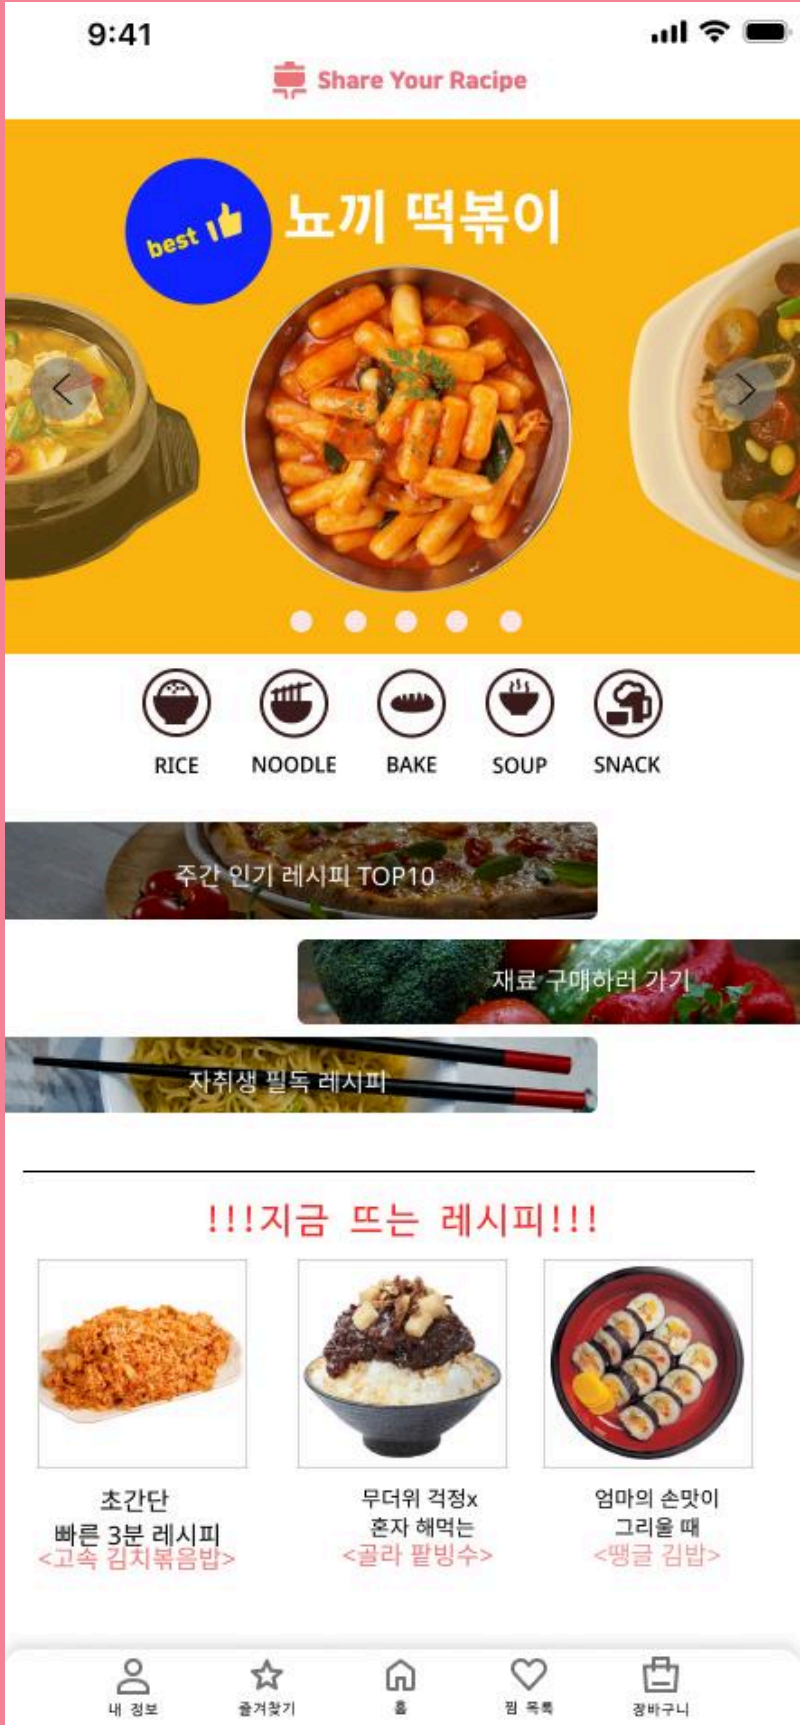 9:41
Share Your Racipe
best
뇨끼 떡볶이
RICE NOODLE BAKE SOUP SNACK
주간 인기 레시피 TOP10
재료 구매하러 가기
자취생 필독 레시피
!!!지금 뜨는 레시피!!!
초간단
빠른 3분 레시피
<고속 김치볶음밥>
무더위 걱정x
혼자 해먹는
<골라 팥빙수>
엄마의 손맛이
그리울 때
<땡글 김밥>
내 정보 즐겨찾기 홈 찜 목록 장바구니